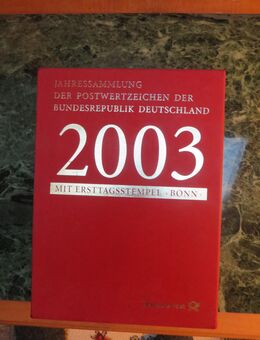 JAHRESSAMMLUNG
DER POSTWERTZEICHEN DER
BUNDESREPUBLIK DEUTSCHLAND
2003
MIT ERSTTAGSSTEMPEL »BONN«